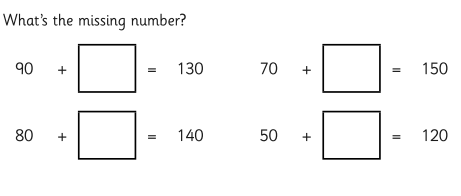 What's the missing number?
90 + = 130 70 + = 150
80 + = 140 50 + = 120